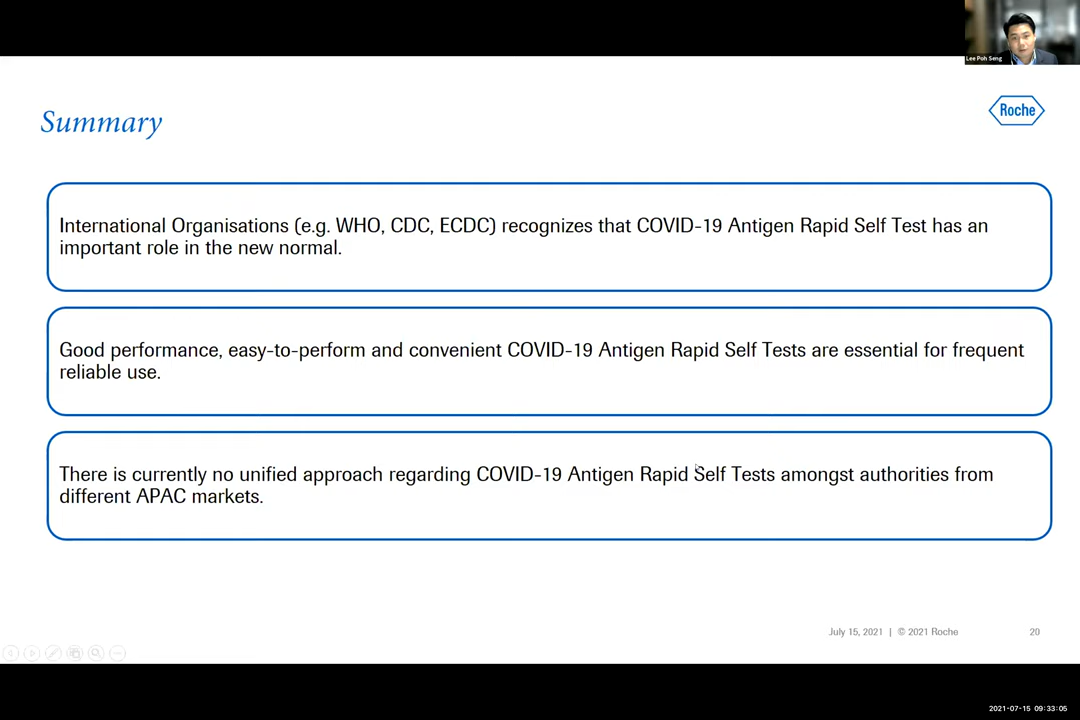 Lee Poh Seng
Summary
Roche
International Organisations (e.g. WHO, CDC, ECDC) recognizes that COVID-19 Antigen Rapid Self Test has an
important role in the new normal.
Good performance, easy-to-perform and convenient COVID-19 Antigen Rapid Self Tests are essential for frequent
reliable use.
There is currently no unified approach regarding COVID-19 Antigen Rapid Self Tests amongst authorities from
different APAC markets.
July 15, 2021 | © 2021 Roche 20
2021-07-15 09:33:05